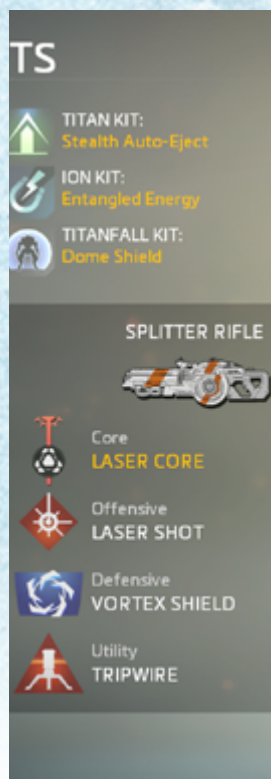 TS
TITAN KIT:
Stealth Auto-Eject
ION KIT:
Entangled Energy
TITANFALL KIT:
Dome Shield
SPLITTER RIFLE
Core
LASER CORE
Offensive
LASER SHOT
Defensive
VORTEX SHIELD
Utility
TRIPWIRE